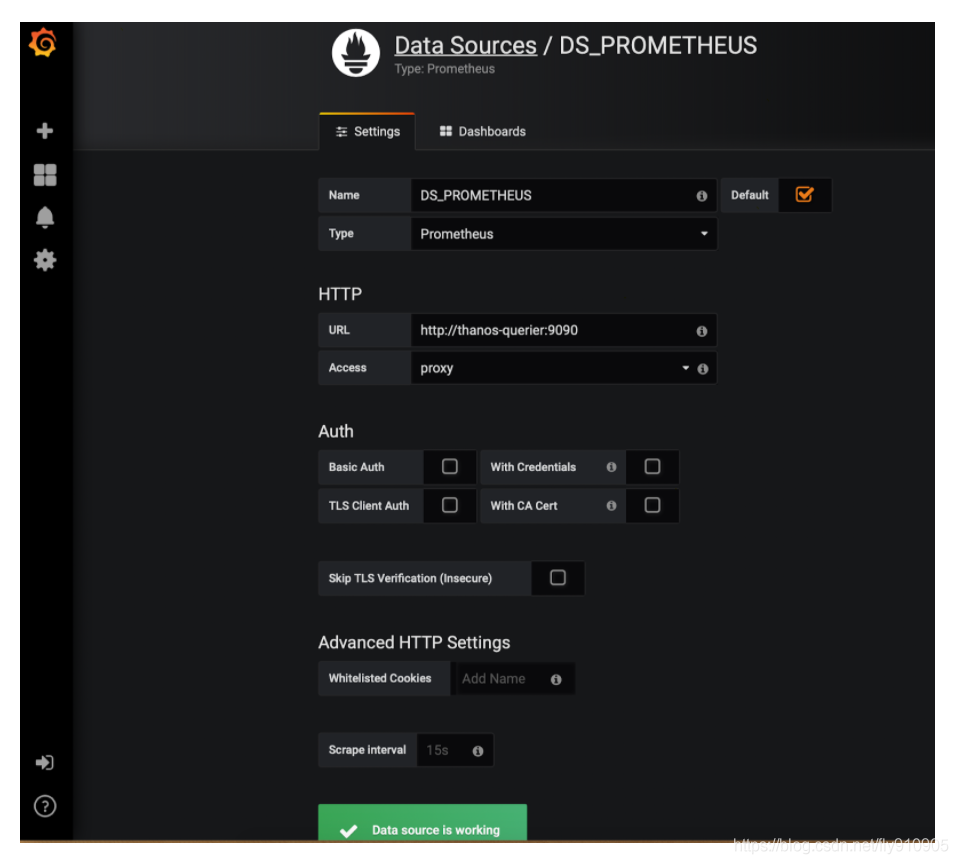 Data Sources / DS_PROMETHEUS
Type: Prometheus
Settings Dashboards
Name DS_PROMETHEUS Default
Type Prometheus
HTTP
URL http://thanos-querier:9090
Access proxy
Auth
Basic Auth With Credentials
TLS Client Auth With CA Cert
Skip TLS Verification (Insecure)
Advanced HTTP Settings
Whitelisted Cookies Add Name
Scrape interval 15s
Data source is working
https://blog.csdn.net/fly910905